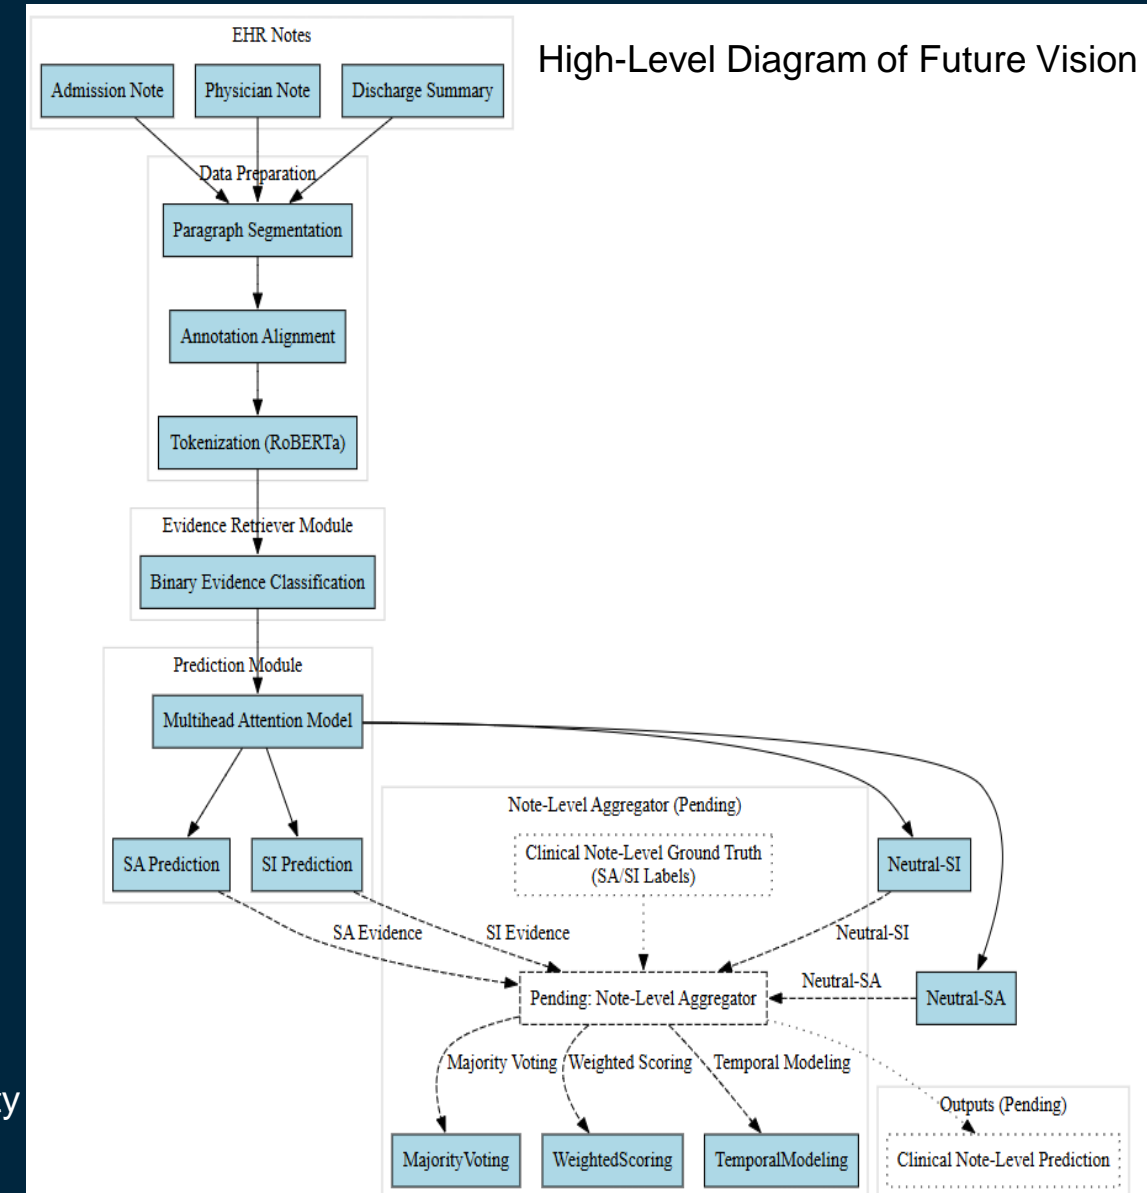 High-Level Diagram of Future Vision
EHR Notes
Admission Note
Physician Note
Discharge Summary
Data Preparation
Paragraph Segmentation
Annotation Alignment
Tokenization (RoBERTa)
Evidence Retriever Module
Binary Evidence Classification
Prediction Module
Multihead Attention Model
SA Prediction
SI Prediction
Note-Level Aggregator (Pending)
Clinical Note-Level Ground Truth
(SA/SI Labels)
Neutral-SI
SA Evidence
SI Evidence
Neutral-SI
Neutral-SA
Pending: Note-Level Aggregator
Neutral-SA
Majority Voting
Weighted Scoring
Temporal Modeling
MajorityVoting
WeightedScoring
TemporalModeling
Outputs (Pending)
Clinical Note-Level Prediction